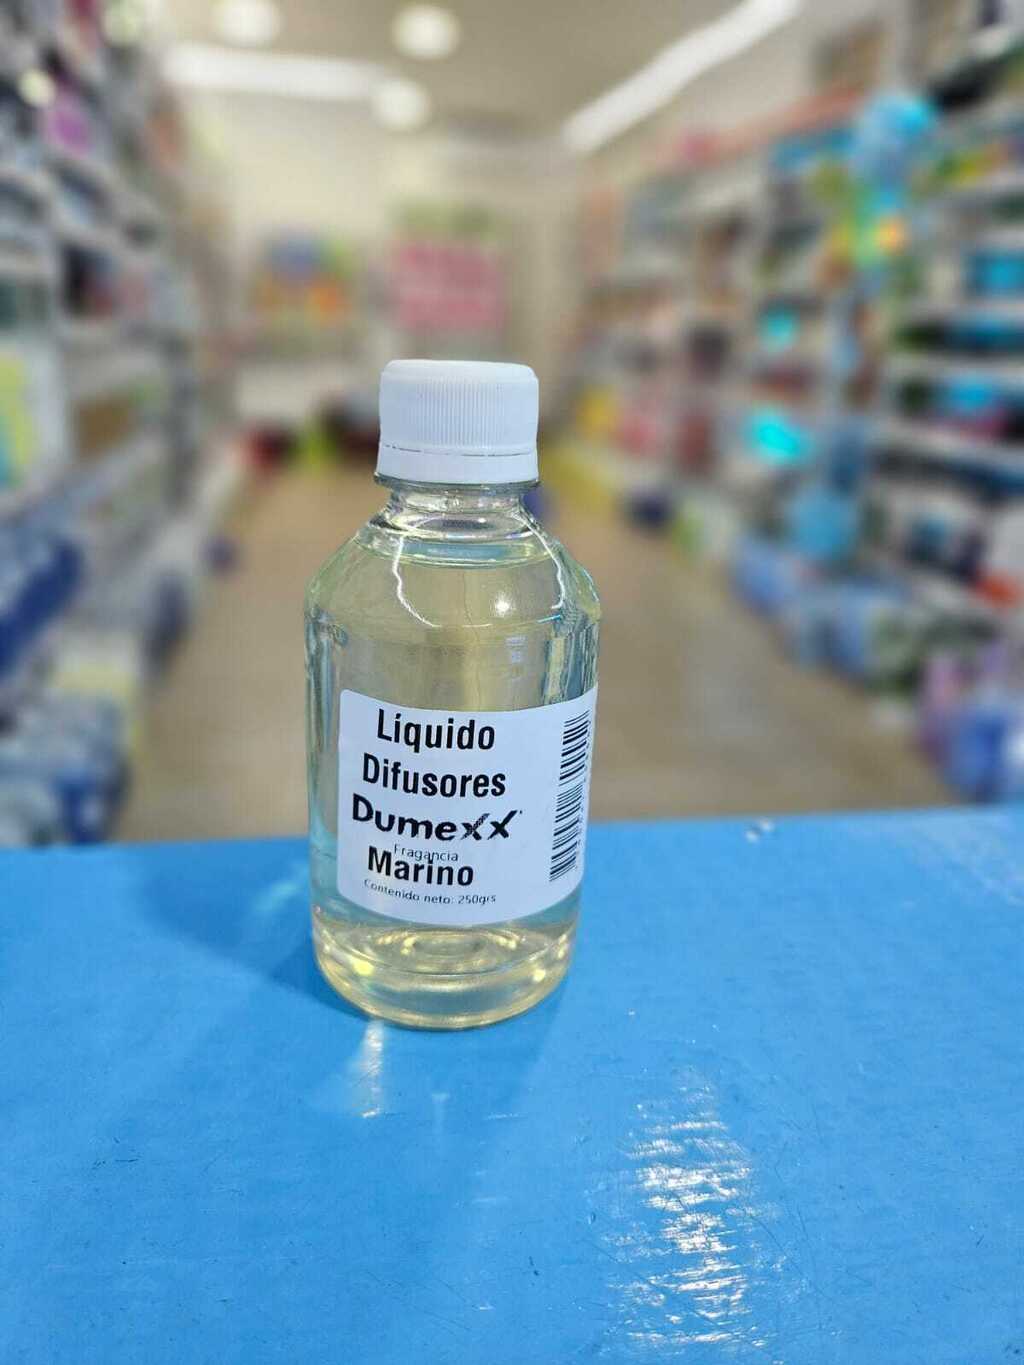 Líquido
Difusores
Dumexx
Fragancia
Marino
Contenido neto: 250grs